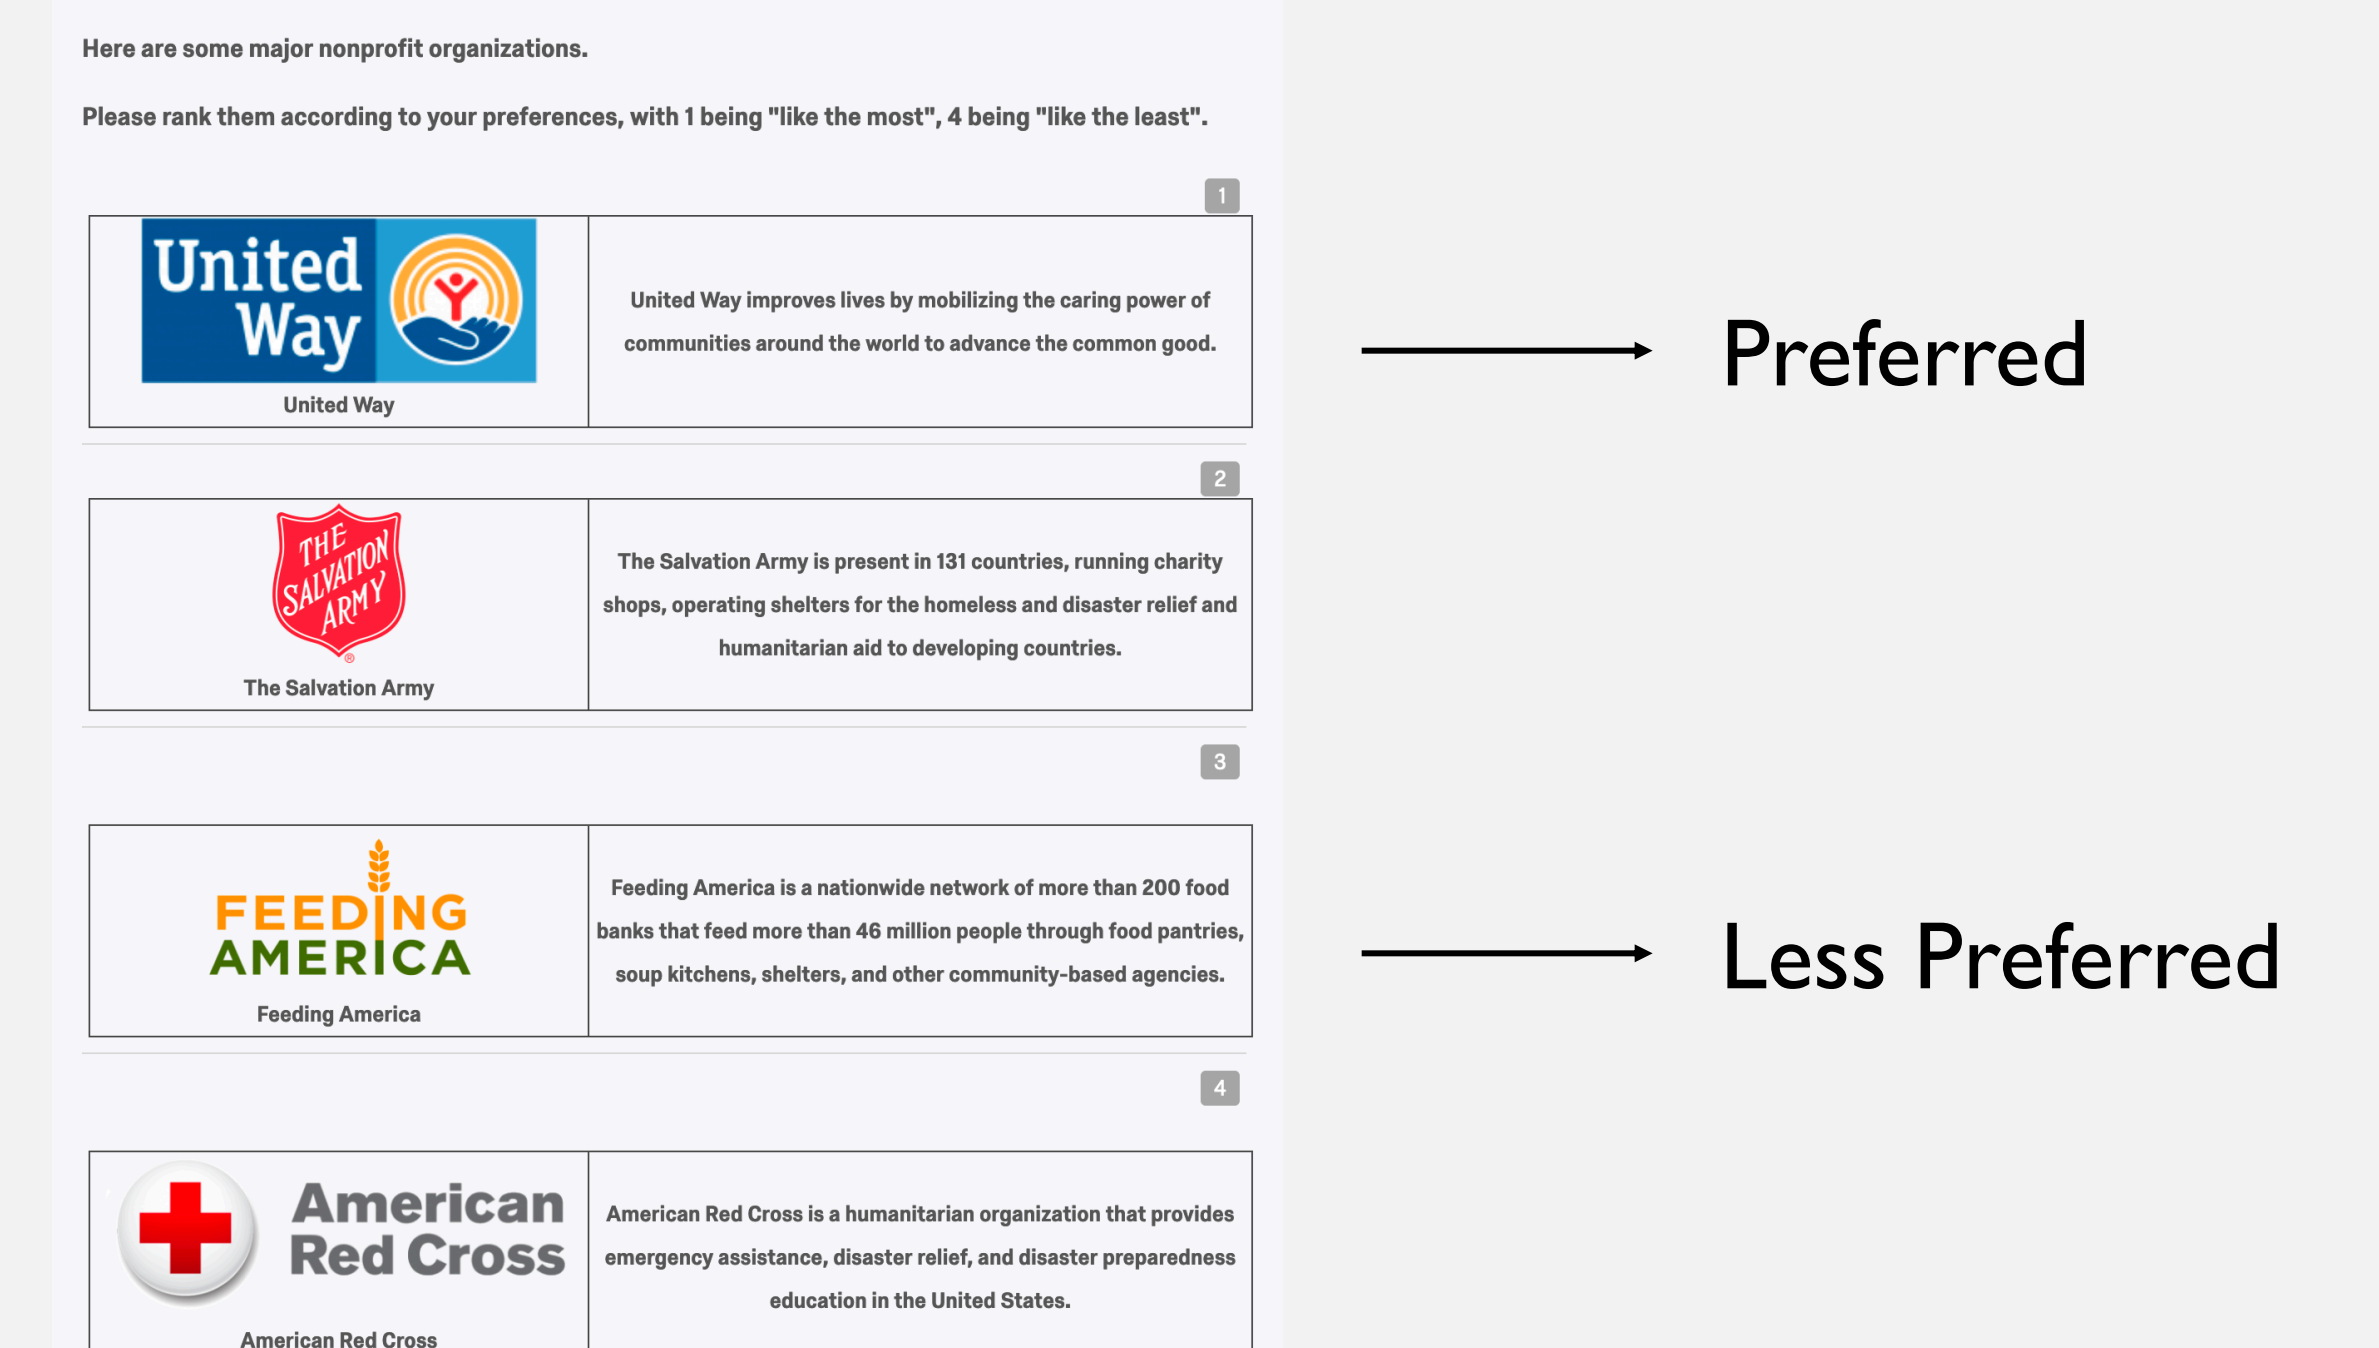 Here are some major nonprofit organizations.
Please rank them according to your preferences, with 1 being "like the most", 4 being "like the least".
1
United
Way
United Way
United Way improves lives by mobilizing the caring power of
communities around the world to advance the common good.
Preferred
2
THE
SALVATION
ARMY
®
The Salvation Army
The Salvation Army is present in 131 countries, running charity
shops, operating shelters for the homeless and disaster relief and
humanitarian aid to developing countries.
3
FEEDING
AMERICA
Feeding America
Feeding America is a nationwide network of more than 200 food
banks that feed more than 46 million people through food pantries,
soup kitchens, shelters, and other community-based agencies.
Less Preferred
4
American
Red Cross
American Red Cross
American Red Cross is a humanitarian organization that provides
emergency assistance, disaster relief, and disaster preparedness
education in the United States.